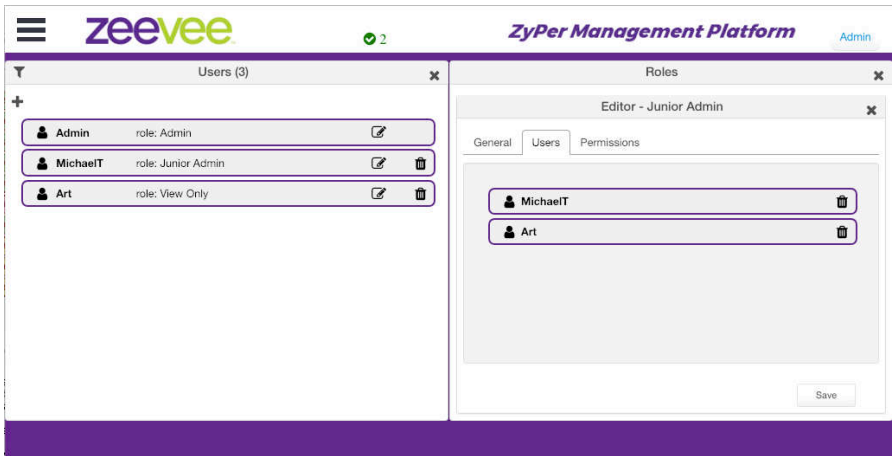 zeevee
2
ZyPer Management Platform
Admin
Users (3)
Admin role: Admin
MichaelT role: Junior Admin
Art role: View Only
Roles
Editor - Junior Admin
General Users Permissions
MichaelT
Art
Save